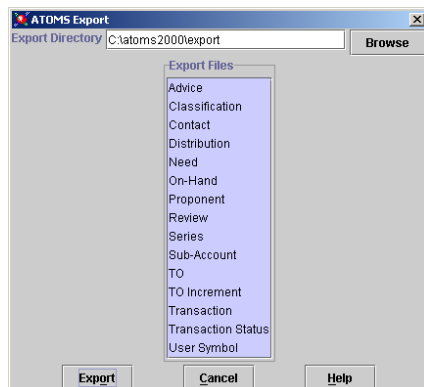 ATOMS Export
Export Directory C:\atoms2000\export Browse
Export Files
Advice
Classification
Contact
Distribution
Need
On-Hand
Proponent
Review
Series
Sub-Account
TO
TO Increment
Transaction
Transaction Status
User Symbol
Export Cancel Help